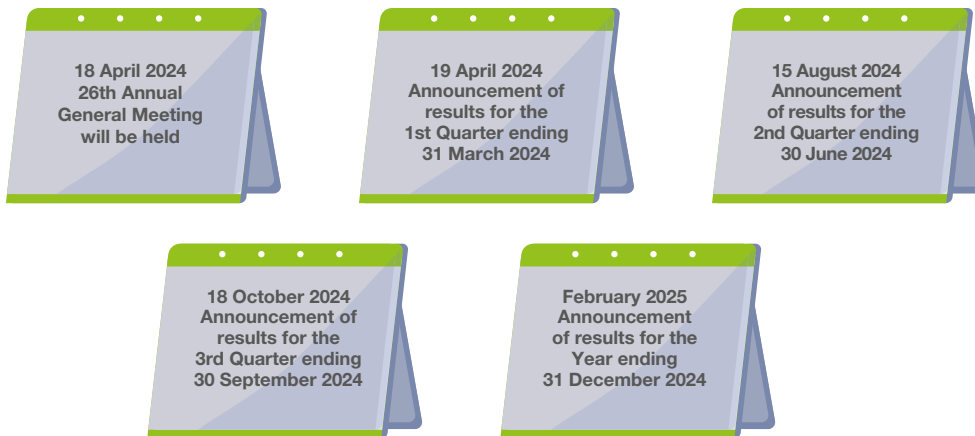 18 April 2024
26th Annual
General Meeting
will be held
19 April 2024
Announcement of
results for the
1st Quarter ending
31 March 2024
15 August 2024
Announcement
of results for the
2nd Quarter ending
30 June 2024
18 October 2024
Announcement of
results for the
3rd Quarter ending
30 September 2024
February 2025
Announcement
of results for the
Year ending
31 December 2024